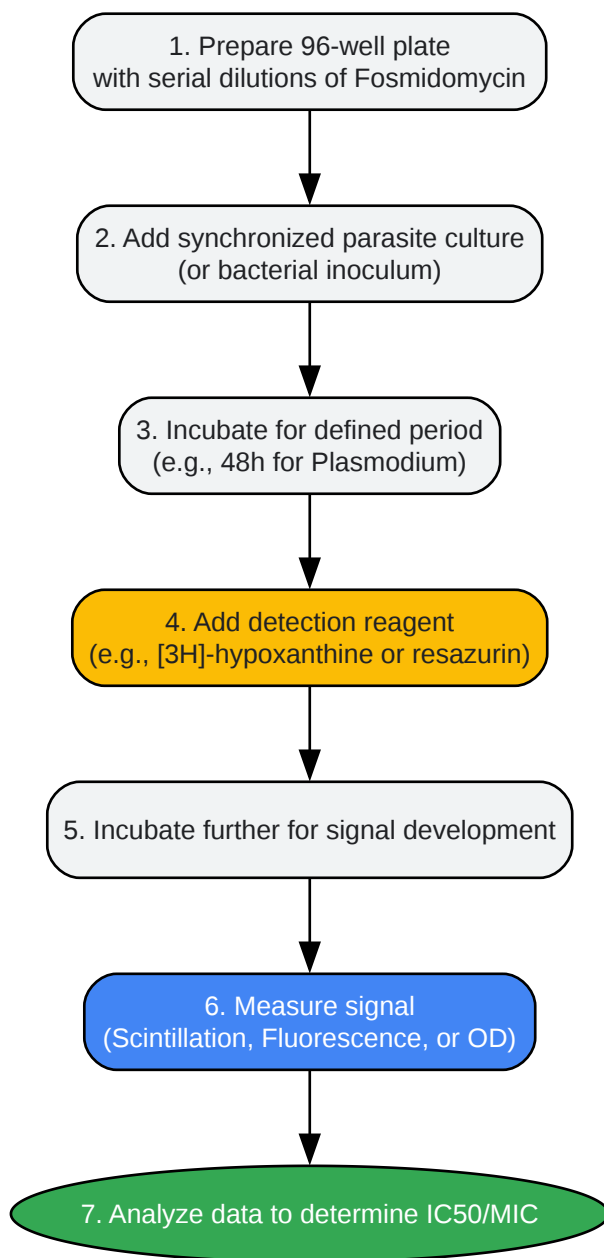 1. Prepare 96-well plate
with serial dilutions of Fosmidomycin
2. Add synchronized parasite culture
(or bacterial inoculum)
3. Incubate for defined period
(e.g., 48h for Plasmodium)
4. Add detection reagent
(e.g., [3H]-hypoxanthine or resazurin)
5. Incubate further for signal development
6. Measure signal
(Scintillation, Fluorescence, or OD)
7. Analyze data to determine IC50/MIC